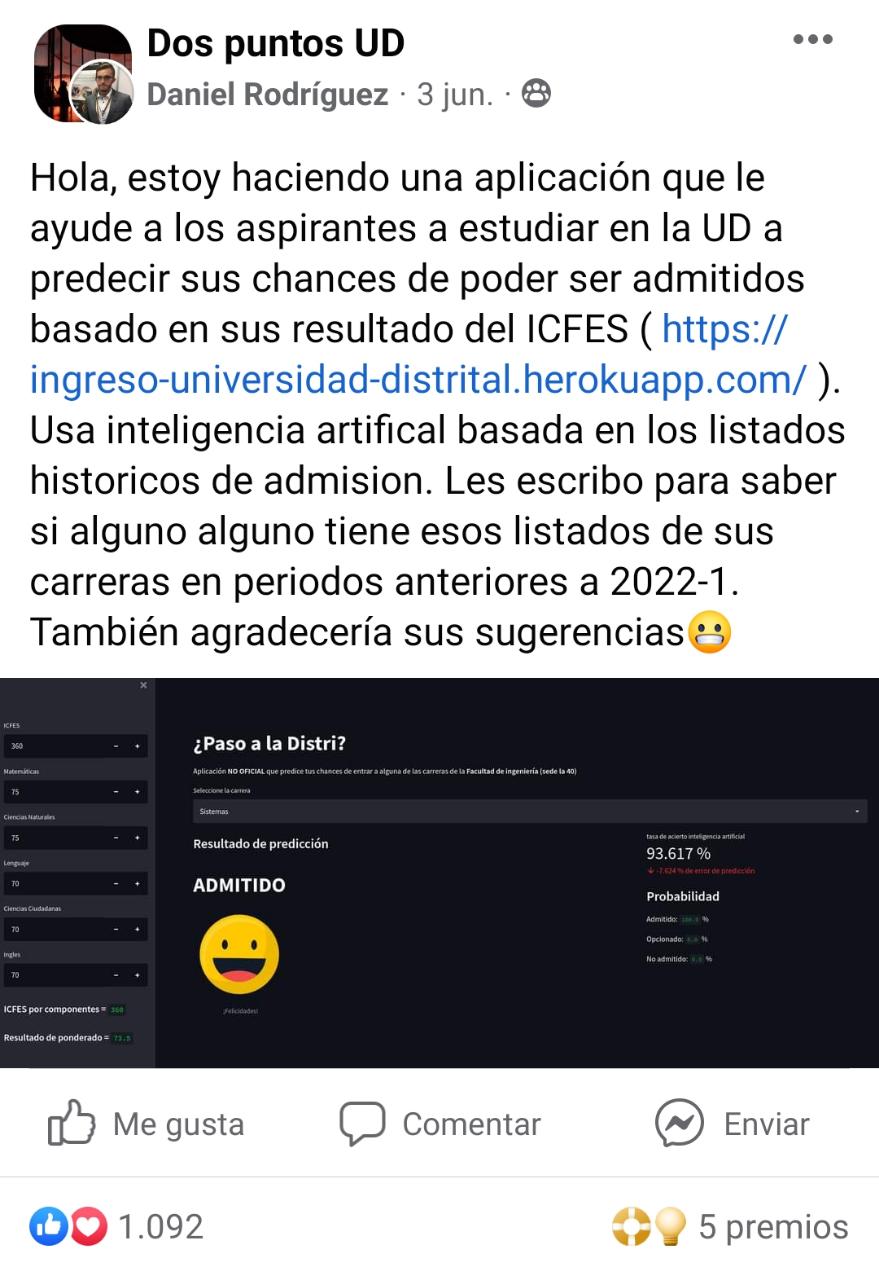 Dos puntos UD
Daniel Rodríguez · 3 jun. ·
Hola, estoy haciendo una aplicación que le
ayude a los aspirantes a estudiar en la UD a
predecir sus chances de poder ser admitidos
basado en sus resultado del ICFES ( https://
ingreso-universidad-distrital.herokuapp.com/ ).
Usa inteligencia artifical basada en los listados
historicos de admision. Les escribo para saber
si alguno alguno tiene esos listados de sus
carreras en periodos anteriores a 2022-1.
También agradecería sus sugerencias😬
ICFES
360 − +
Matemáticas
75 − +
Ciencias Naturales
75 − +
Lenguaje
70 − +
Ciencias Ciudadanas
70 − +
Ingles
70 − +
ICFES por componentes = 360
Resultado de ponderado = 73.5
¿Paso a la Distri?
Aplicación NO OFICIAL que predice tus chances de entrar a alguna de las carreras de la Facultad de ingeniería (sede la 40)
Seleccione la carrera
Sistemas
Resultado de predicción
ADMITIDO
¡Felicidades!
tasa de acierto inteligencia artificial
93.617 %
-7.624 % de error de predicción
Probabilidad
Admitido: 100.0 %
Opcionado: 0.0 %
No admitido: 0.0 %
Me gusta
Comentar
Enviar
1.092
5 premios